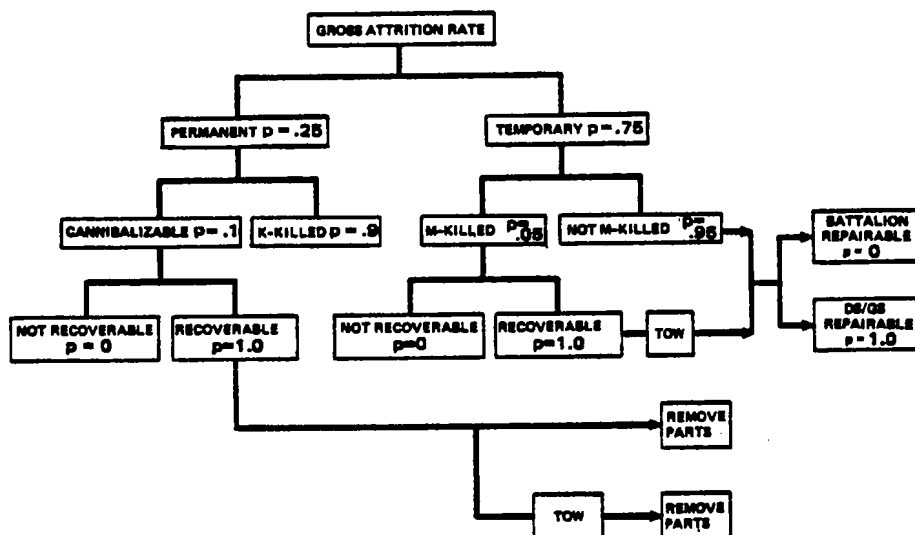 GROSS ATTRITION RATE
PERMANENT p = .25
TEMPORARY p = .75
CANNIBALIZABLE p = .1
K-KILLED p = .9
M-KILLED p= .05
NOT M-KILLED p= .95
BATTALION
REPAIRABLE
p = 0
NOT RECOVERABLE
p = 0
RECOVERABLE
p=1.0
NOT RECOVERABLE
p=0
RECOVERABLE
p=1.0
TOW
DS/GS
REPAIRABLE
p = 1.0
REMOVE
PARTS
TOW
REMOVE
PARTS